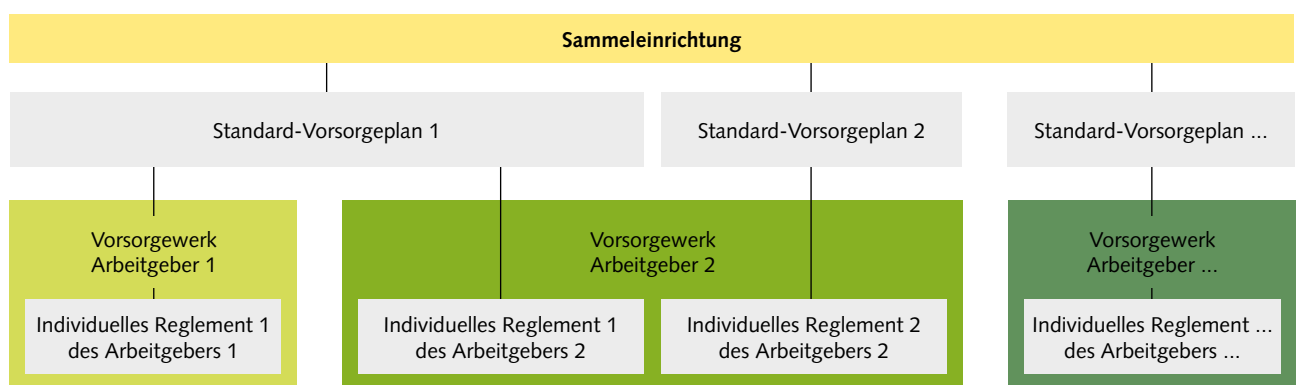 Sammeleinrichtung
Standard-Vorsorgeplan 1
Standard-Vorsorgeplan 2
Standard-Vorsorgeplan ...
Vorsorgewerk
Arbeitgeber 1
Vorsorgewerk
Arbeitgeber 2
Vorsorgewerk
Arbeitgeber ...
Individuelles Reglement 1
des Arbeitgebers 1
Individuelles Reglement 1
des Arbeitgebers 2
Individuelles Reglement 2
des Arbeitgebers 2
Individuelles Reglement ...
des Arbeitgebers ...